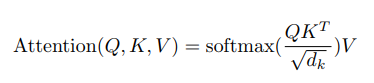 Attention(Q, K, V) = softmax(QK^T / √d_k)V